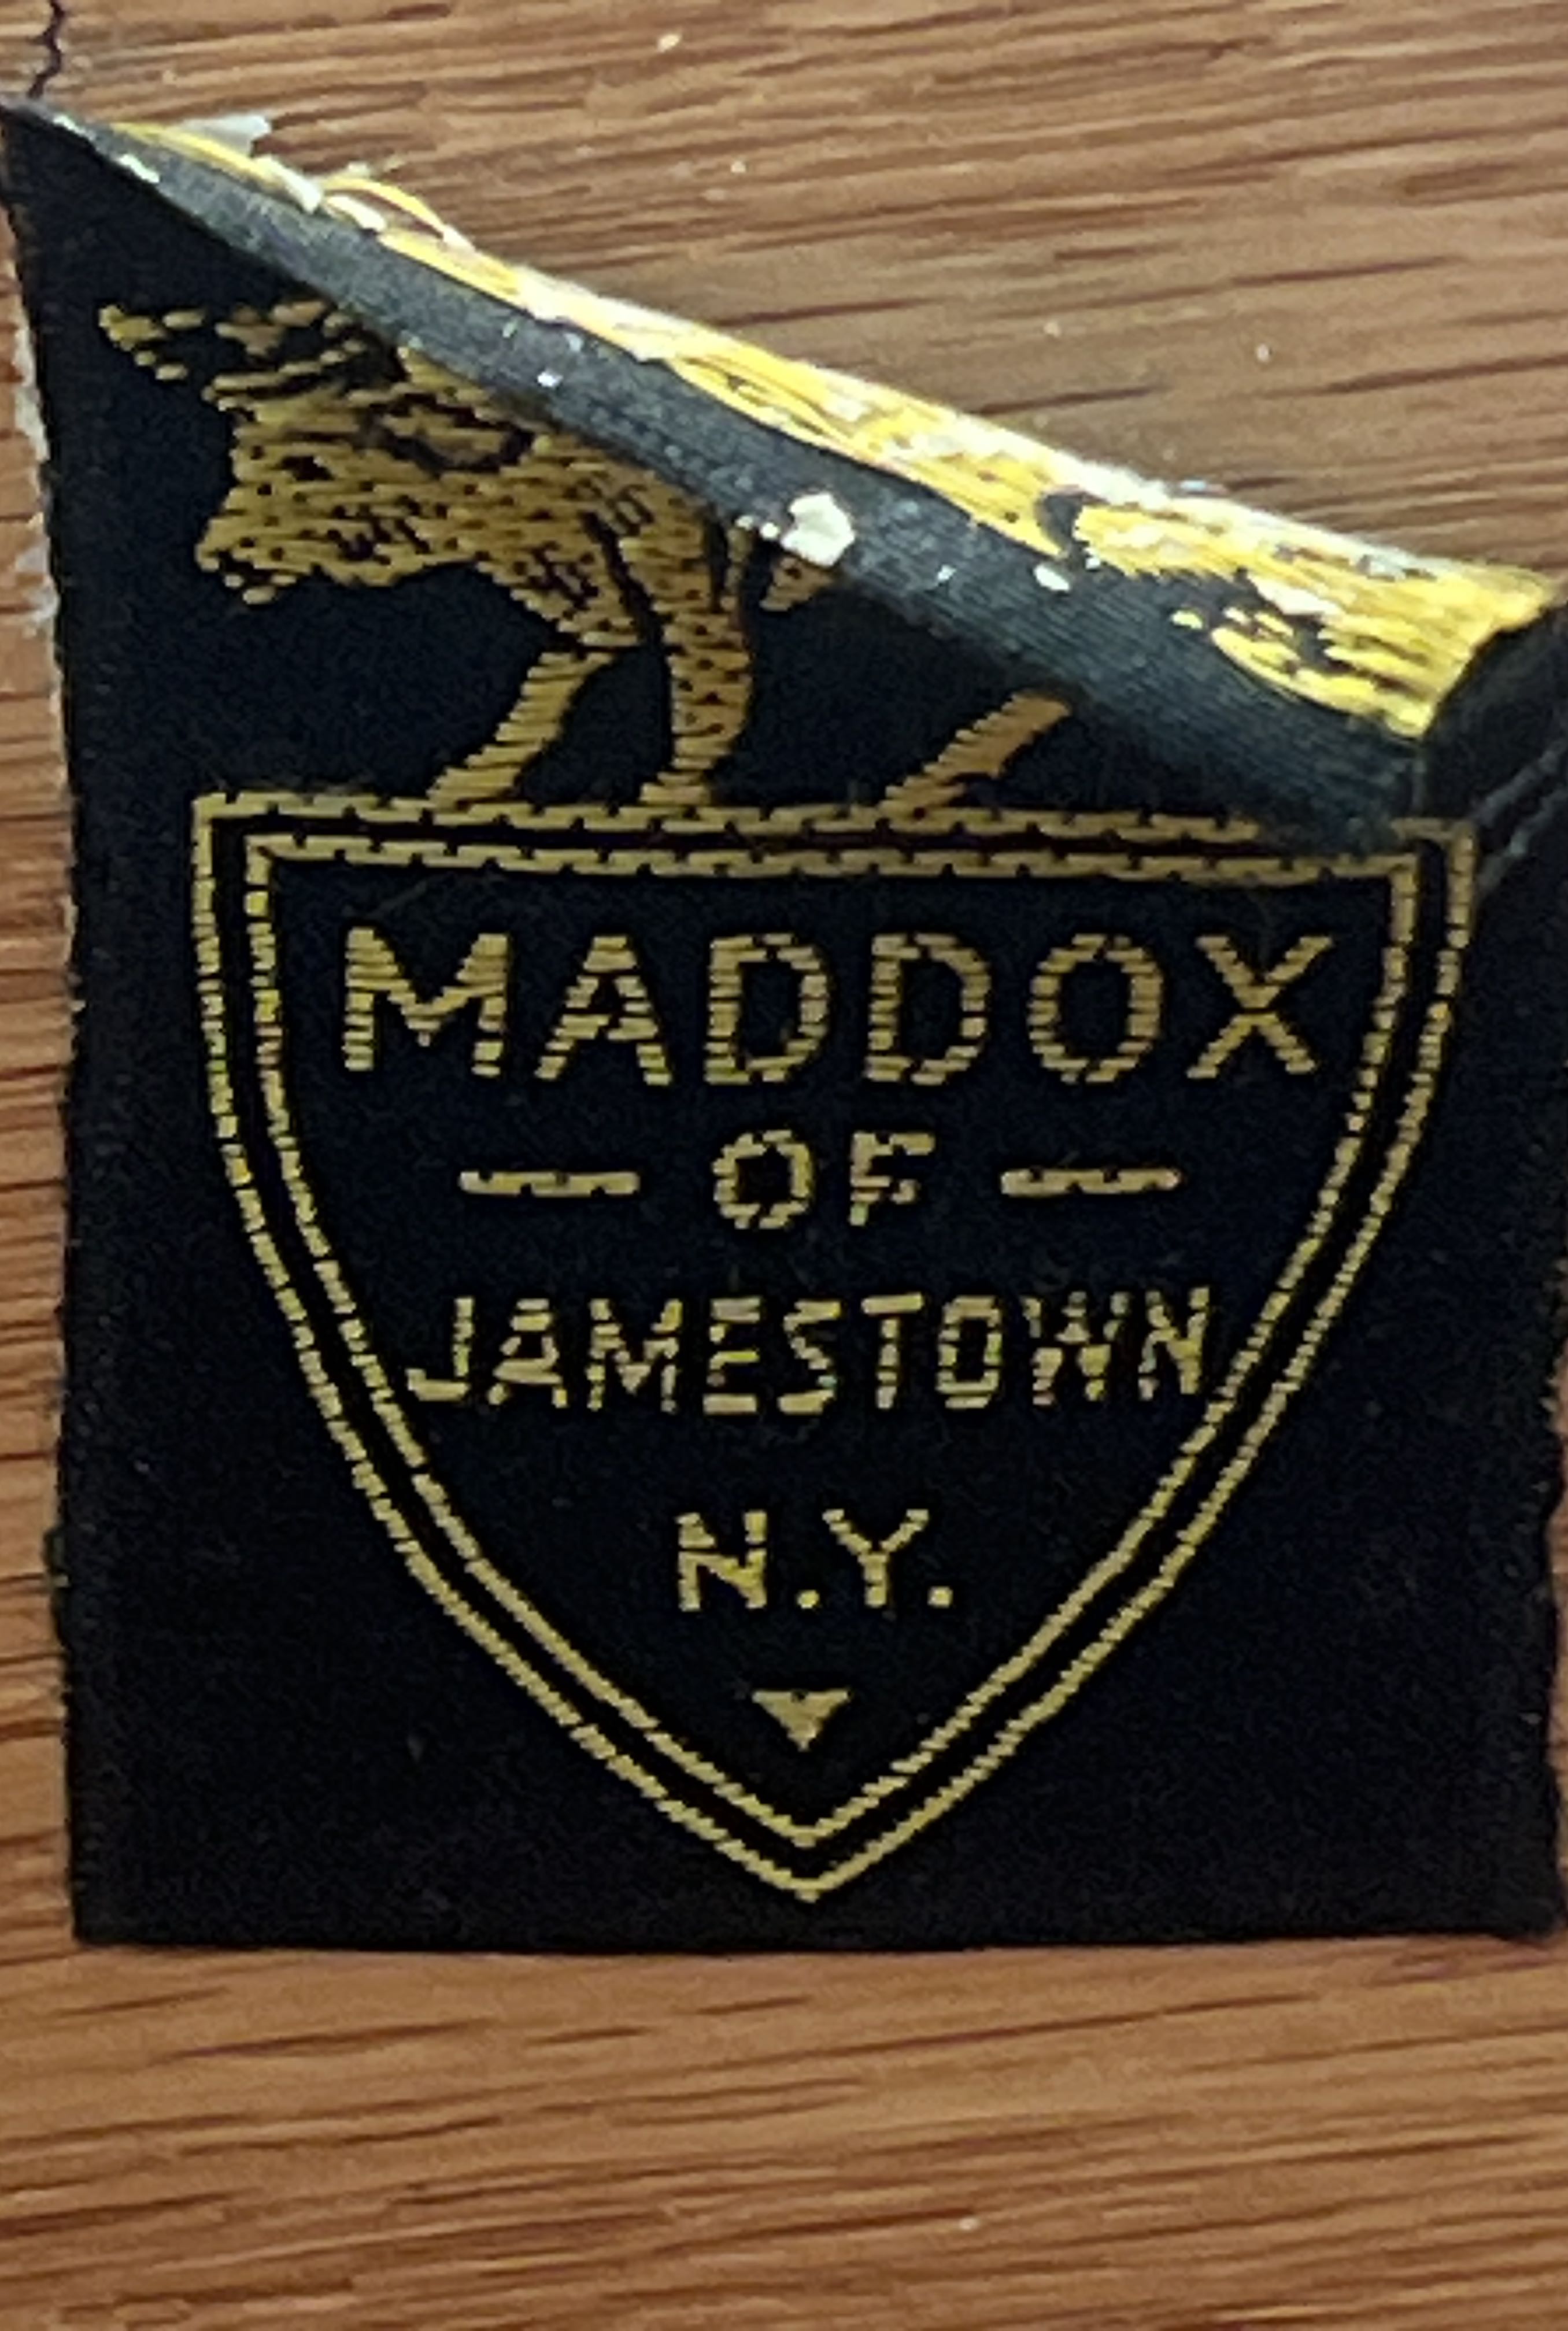 MADDOX
— OF —
JAMESTOWN
N.Y.